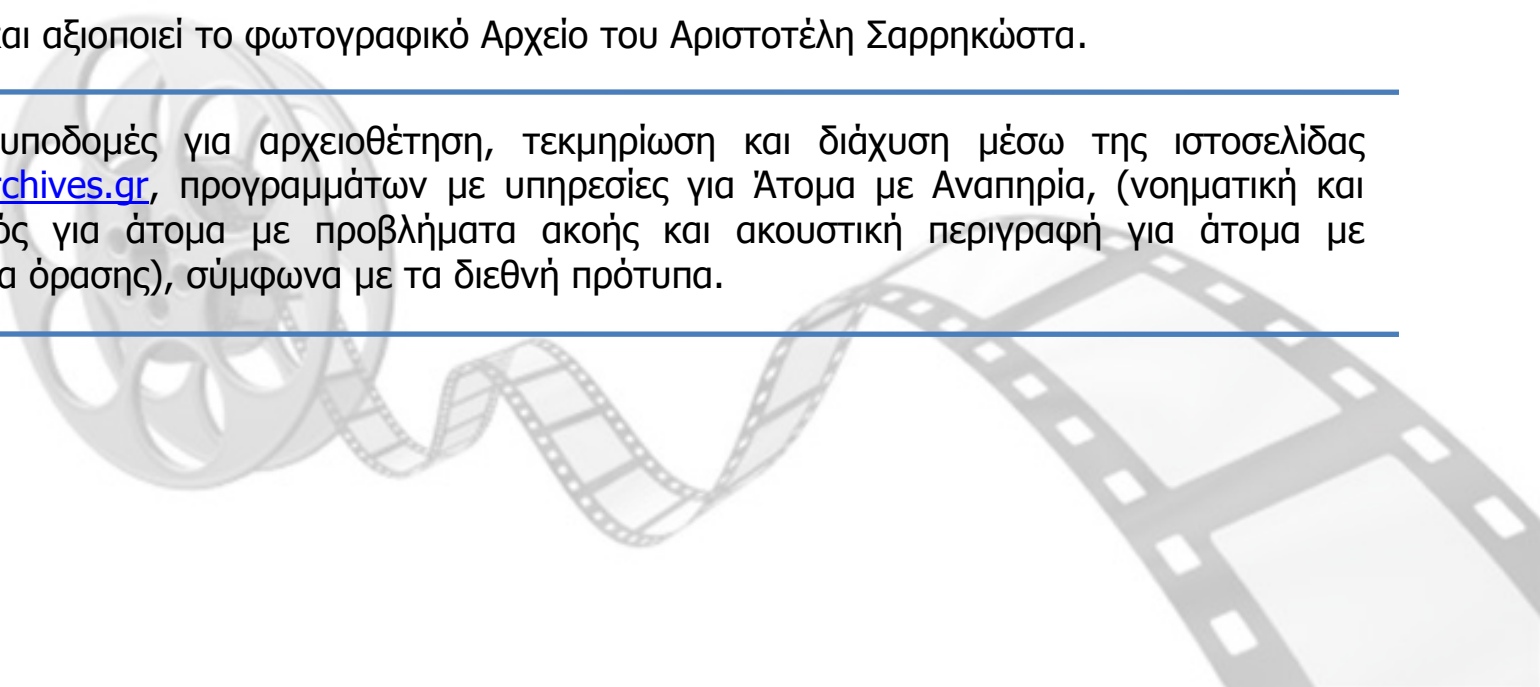 αι αξιοποιεί το φωτογραφικό Αρχείο του Αριστοτέλη Σαρρηκώστα.
υποδομές για αρχειοθέτηση, τεκμηρίωση και διάχυση μέσω της ιστοσελίδας
rchives.gr, προγραμμάτων με υπηρεσίες για Άτομα με Αναπηρία, (νοηματική και
ός για άτομα με προβλήματα ακοής και ακουστική περιγραφή για άτομα με
α όρασης), σύμφωνα με τα διεθνή πρότυπα.